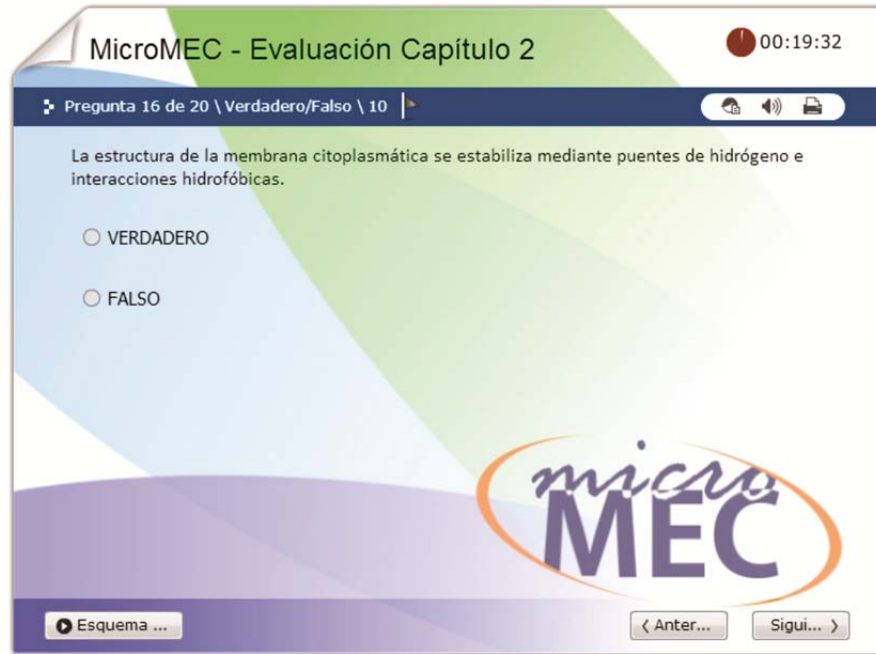 MicroMEC - Evaluación Capítulo 2
00:19:32
Pregunta 16 de 20 \ Verdadero/Falso \ 10
La estructura de la membrana citoplasmática se estabiliza mediante puentes de hidrógeno e
interacciones hidrofóbicas.
VERDADERO
FALSO
micro
MEC
Esquema ...
Anter...
Sigui...